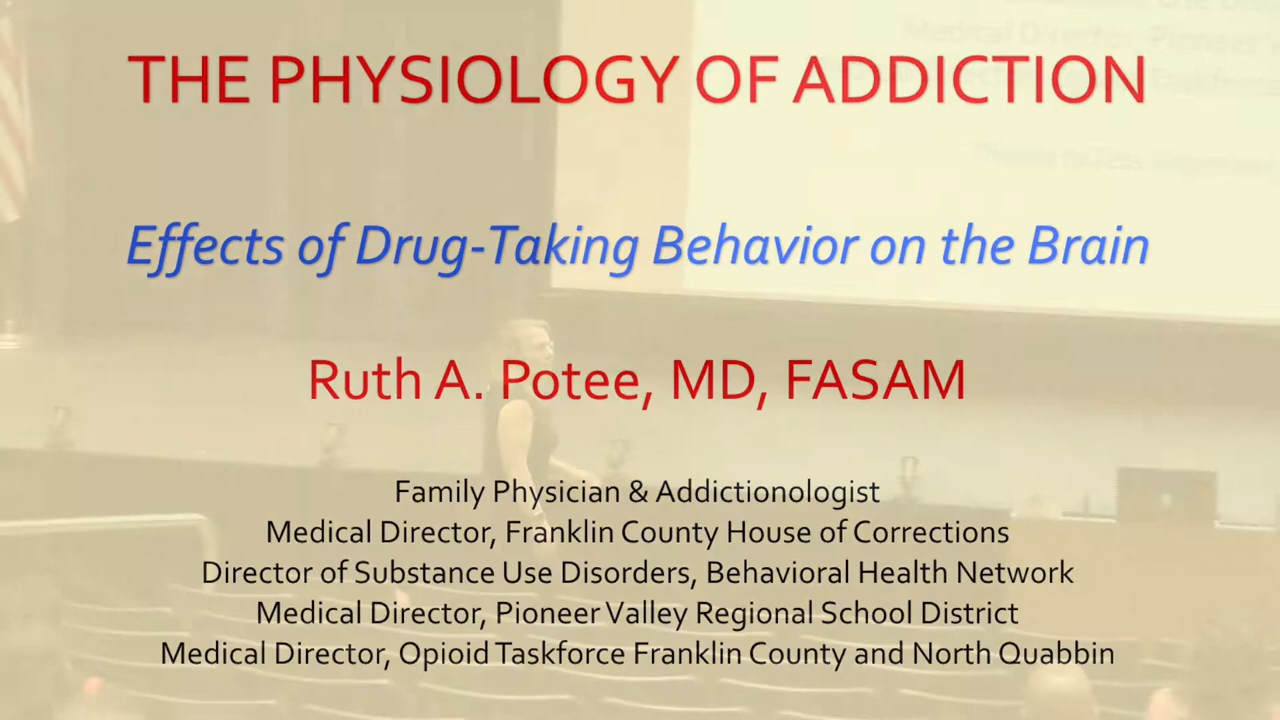 THE PHYSIOLOGY OF ADDICTION
Effects of Drug-Taking Behavior on the Brain
Ruth A. Potee, MD, FASAM
Family Physician & Addictionologist
Medical Director, Franklin County House of Corrections
Director of Substance Use Disorders, Behavioral Health Network
Medical Director, Pioneer Valley Regional School District
Medical Director, Opioid Taskforce Franklin County and North Quabbin